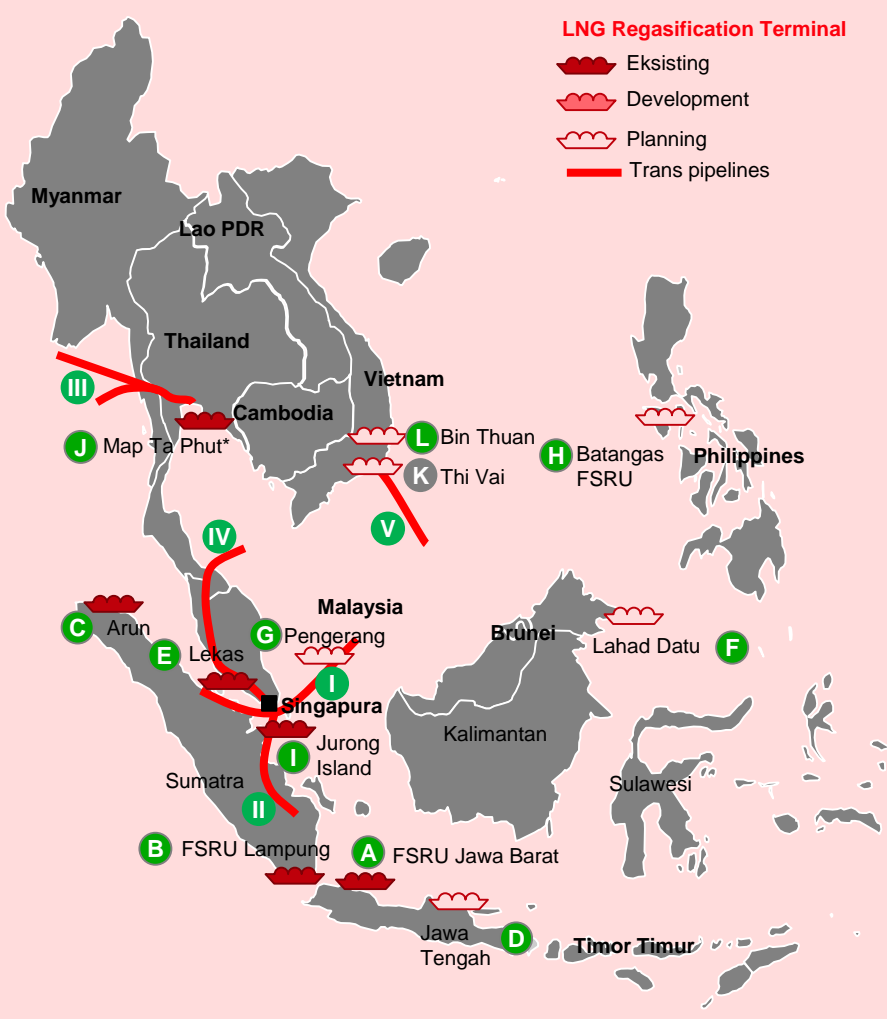 LNG Regasification Terminal
Eksisting
Development
Planning
Trans pipelines
Myanmar
Lao PDR
Thailand
Vietnam
III
Cambodia
J Map Ta Phut*
L Bin Thuan
K Thi Vai
H Batangas
FSRU
Philippines
V
IV
Malaysia
C Arun
G Pengerang
E Lekas
Brunei
Lahad Datu F
I
Singapura
Kalimantan
I Jurong
Island
Sumatra
Sulawesi
II
B FSRU Lampung
A FSRU Jawa Barat
Jawa
Tengah D
Timor Timur